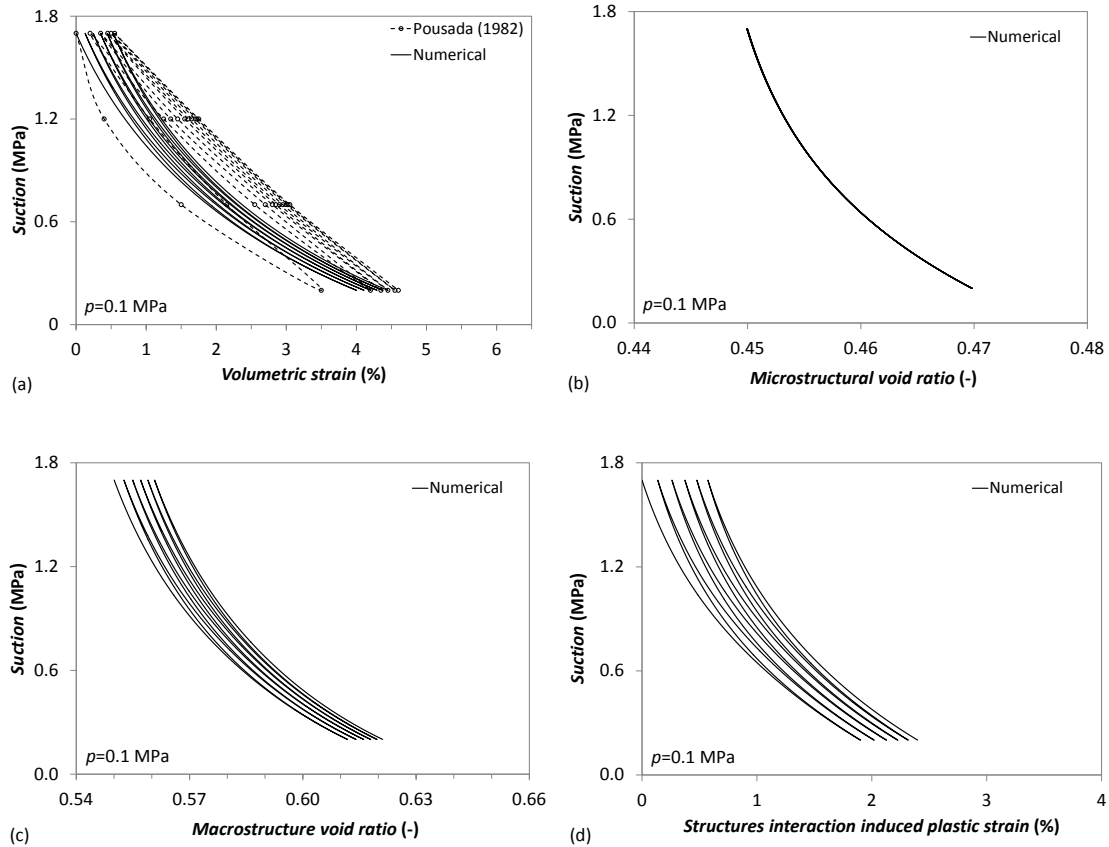 1.8
1.2
0.6
0
0
1
2
3
4
5
6
Suction (MPa)
Volumetric strain (%)
Pousada (1982)
Numerical
p=0.1 MPa
(a)
1.8
1.2
0.6
0.0
0.44
0.45
0.46
0.47
0.48
Suction (MPa)
Microstructural void ratio (-)
Numerical
p=0.1 MPa
(b)
1.8
1.2
0.6
0.0
0.54
0.57
0.60
0.63
0.66
Suction (MPa)
Macrostructure void ratio (-)
Numerical
p=0.1 MPa
(c)
1.8
1.2
0.6
0.0
0
1
2
3
4
Suction (MPa)
Structures interaction induced plastic strain (%)
Numerical
p=0.1 MPa
(d)